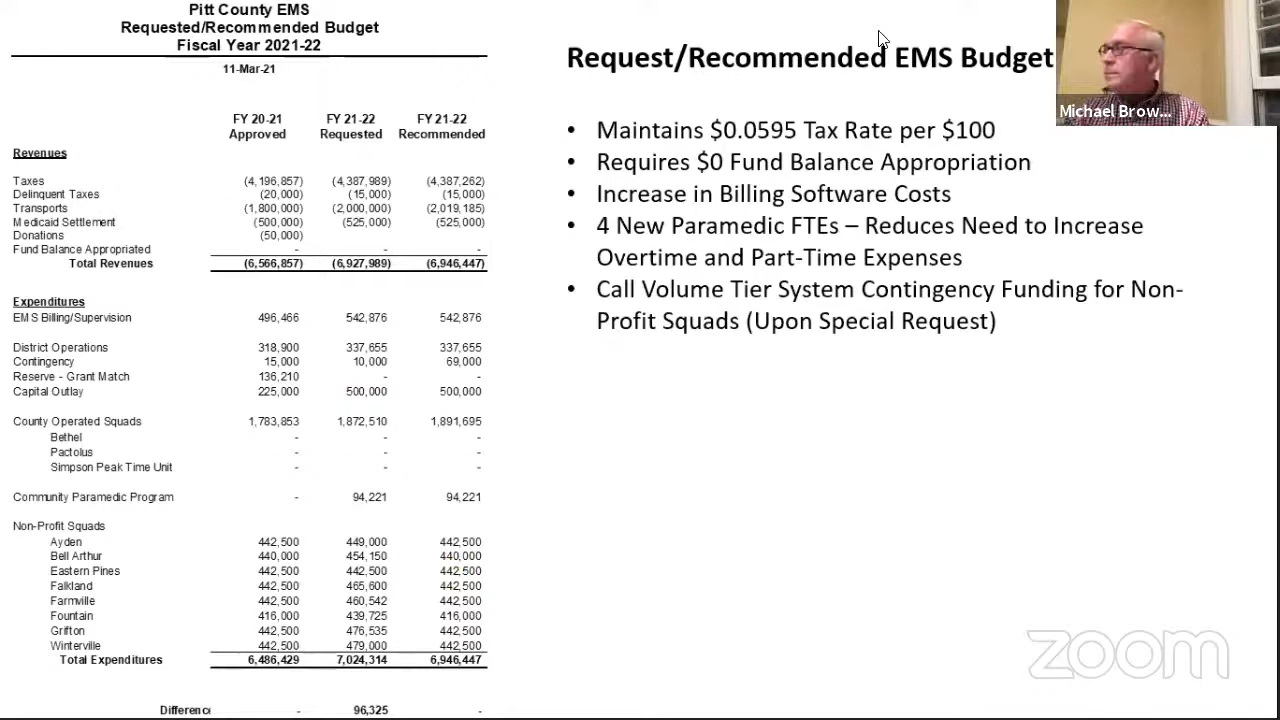 Pitt County EMS
Requested/Recommended Budget
Fiscal Year 2021-22
11-Mar-21
FY 20-21 FY 21-22 FY 21-22
Approved Requested Recommended
Revenues
Taxes (4,196,857) (4,387,989) (4,387,262)
Delinquent Taxes (20,000) (15,000) (15,000)
Transports (1,800,000) (2,000,000) (2,019,185)
Medicaid Settlement (500,000) (525,000) (525,000)
Donations (50,000)
Fund Balance Appropriated - - -
Total Revenues (6,566,857) (6,927,989) (6,946,447)
Expenditures
EMS Billing/Supervision 496,466 542,876 542,876
District Operations 318,900 337,655 337,655
Contingency 15,000 10,000 69,000
Reserve - Grant Match 136,210 - -
Capital Outlay 225,000 500,000 500,000
County Operated Squads 1,783,853 1,872,510 1,891,695
Bethel - - -
Pactolus - - -
Simpson Peak Time Unit - - -
Community Paramedic Program - 94,221 94,221
Non-Profit Squads
Ayden 442,500 449,000 442,500
Bell Arthur 440,000 454,150 440,000
Eastern Pines 442,500 442,500 442,500
Falkland 442,500 465,600 442,500
Farmville 442,500 460,542 442,500
Fountain 416,000 439,725 416,000
Grifton 442,500 476,535 442,500
Winterville 442,500 479,000 442,500
Total Expenditures 6,486,429 7,024,314 6,946,447
Differenc - 96,325 -
Request/Recommended EMS Budget
• Maintains $0.0595 Tax Rate per $100
• Requires $0 Fund Balance Appropriation
• Increase in Billing Software Costs
• 4 New Paramedic FTEs – Reduces Need to Increase
Overtime and Part-Time Expenses
• Call Volume Tier System Contingency Funding for Non-
Profit Squads (Upon Special Request)
Michael Brow...
zoom